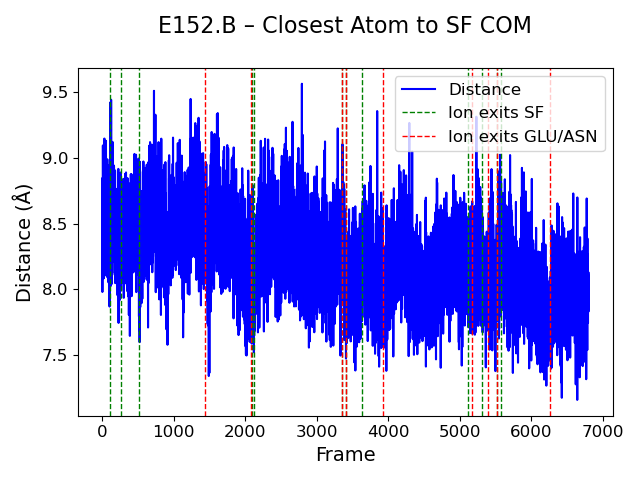 E152.B – Closest Atom to SF COM
Distance
Ion exits SF
Ion exits GLU/ASN
Distance (Å)
9.5
9.0
8.5
8.0
7.5
0
1000
2000
3000
4000
5000
6000
7000
Frame